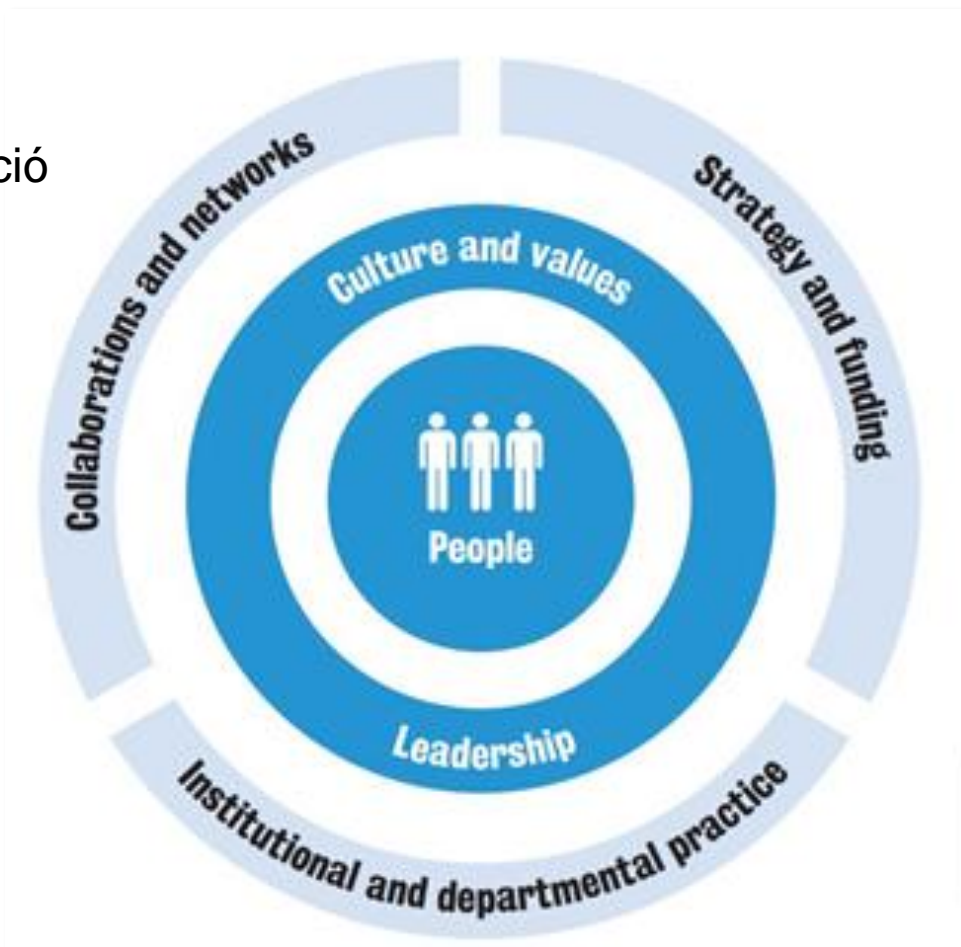 ció
Collaborations and networks
Strategy and funding
Culture and values
People
Leadership
Institutional and departmental practice